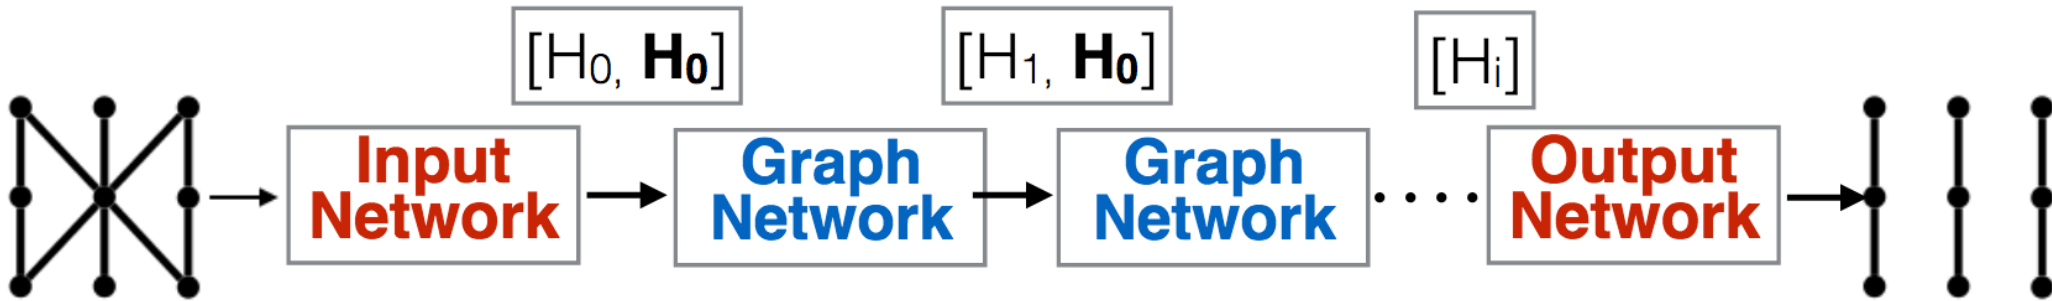 [H₀, H₀]
[H₁, H₀]
[Hᵢ]
Input
Network
Graph
Network
Graph
Network
Output
Network